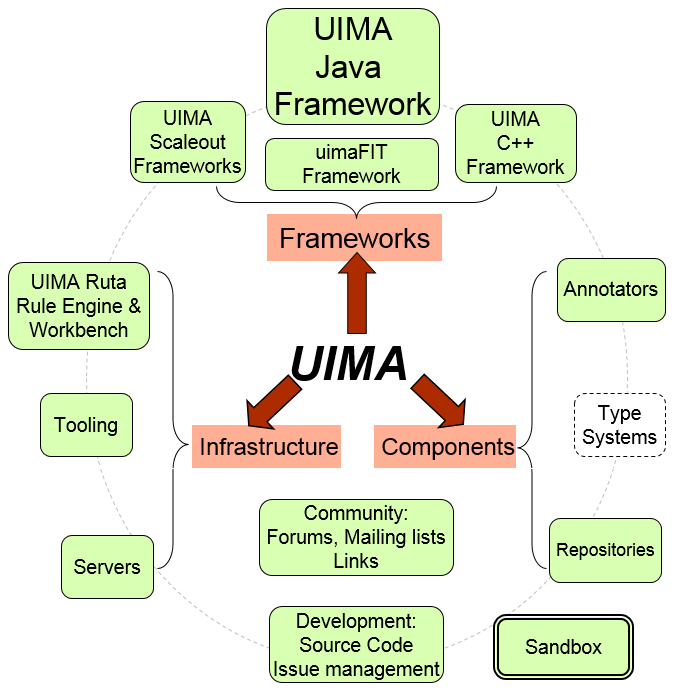 UIMA
Java
Framework
UIMA
Scaleout
Frameworks
uimaFIT
Framework
UIMA
C++
Framework
Frameworks
UIMA Ruta
Rule Engine &
Workbench
Annotators
UIMA
Tooling
Type
Systems
Infrastructure
Components
Community:
Forums, Mailing lists
Links
Servers
Repositories
Development:
Source Code
Issue management
Sandbox